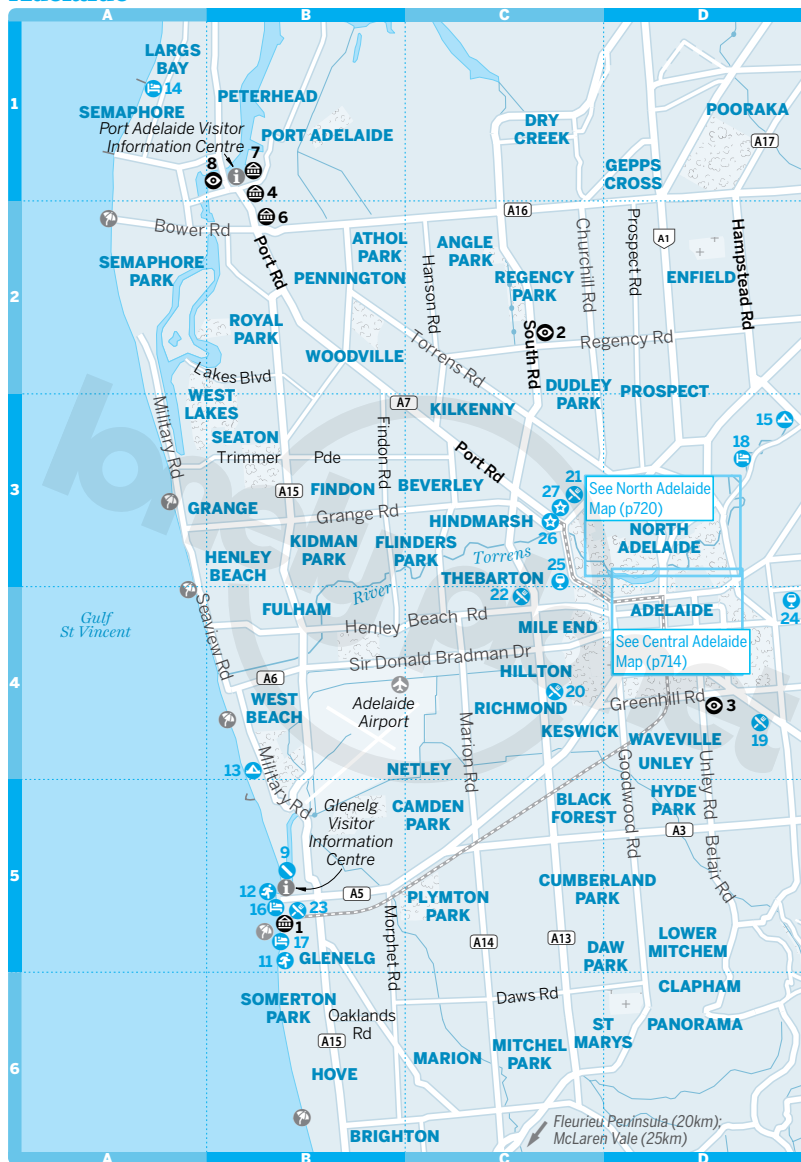 A B C D
LARGS
BAY
14
SEMAPHORE
PETERHEAD
Port Adelaide Visitor
Information Centre
PORT ADELAIDE
DRY
CREEK
POORAKA
A17
GEPPS
CROSS
1
8
7
4
6
A16
Bower Rd
Port Rd
SEMAPHORE
PARK
ATHOL
PARK
PENNINGTON
Hanson Rd
ANGLE
PARK
REGENCY
PARK
Churchill Rd
Prospect Rd
A1
ENFIELD
Hampstead Rd
2
ROYAL
PARK
WOODVILLE
Torrens Rd
South Rd
2
Regency Rd
Lakes Blvd
WEST
LAKES
Military Rd
SEATON
A7
KILKENNY
DUDLEY
PARK
PROSPECT
15
18
Trimmer Pde
Findon Rd
Port Rd
3
A15
FINDON
BEVERLEY
21
27
26
See North Adelaide
Map (p720)
GRANGE
Grange Rd
HINDMARSH
NORTH
ADELAIDE
KIDMAN
PARK
FLINDERS
PARK
Torrens
HENLEY
BEACH
25
THEBARTON
22
River
Gulf
St Vincent
Seaview Rd
FULHAM
Henley Beach Rd
MILE END
ADELAIDE
24
See Central Adelaide
Map (p714)
Sir Donald Bradman Dr
4
A6
HILLTON
20
WEST
BEACH
Adelaide
Airport
Marion Rd
RICHMOND
Greenhill Rd
3
19
KESWICK
WAVEVILLE
UNLEY
13
Military Rd
NETLEY
Goodwood Rd
Unley Rd
Glenelg
Visitor
Information
Centre
CAMDEN
PARK
BLACK
FOREST
HYDE
PARK
A3
Belair Rd
5
9
12
A5
16
23
1
17
11
GLENELG
Morphet Rd
PLYMPTON
PARK
CUMBERLAND
PARK
A14
A13
DAW
PARK
LOWER
MITCHEM
CLAPHAM
SOMERTON
PARK
Oaklands
Rd
A15
Daws Rd
ST
MARYS
PANORAMA
6
HOVE
MARION
MITCHEL
PARK
BRIGHTON
Fleurieu Peninsula (20km);
McLaren Vale (25km)
A B C D